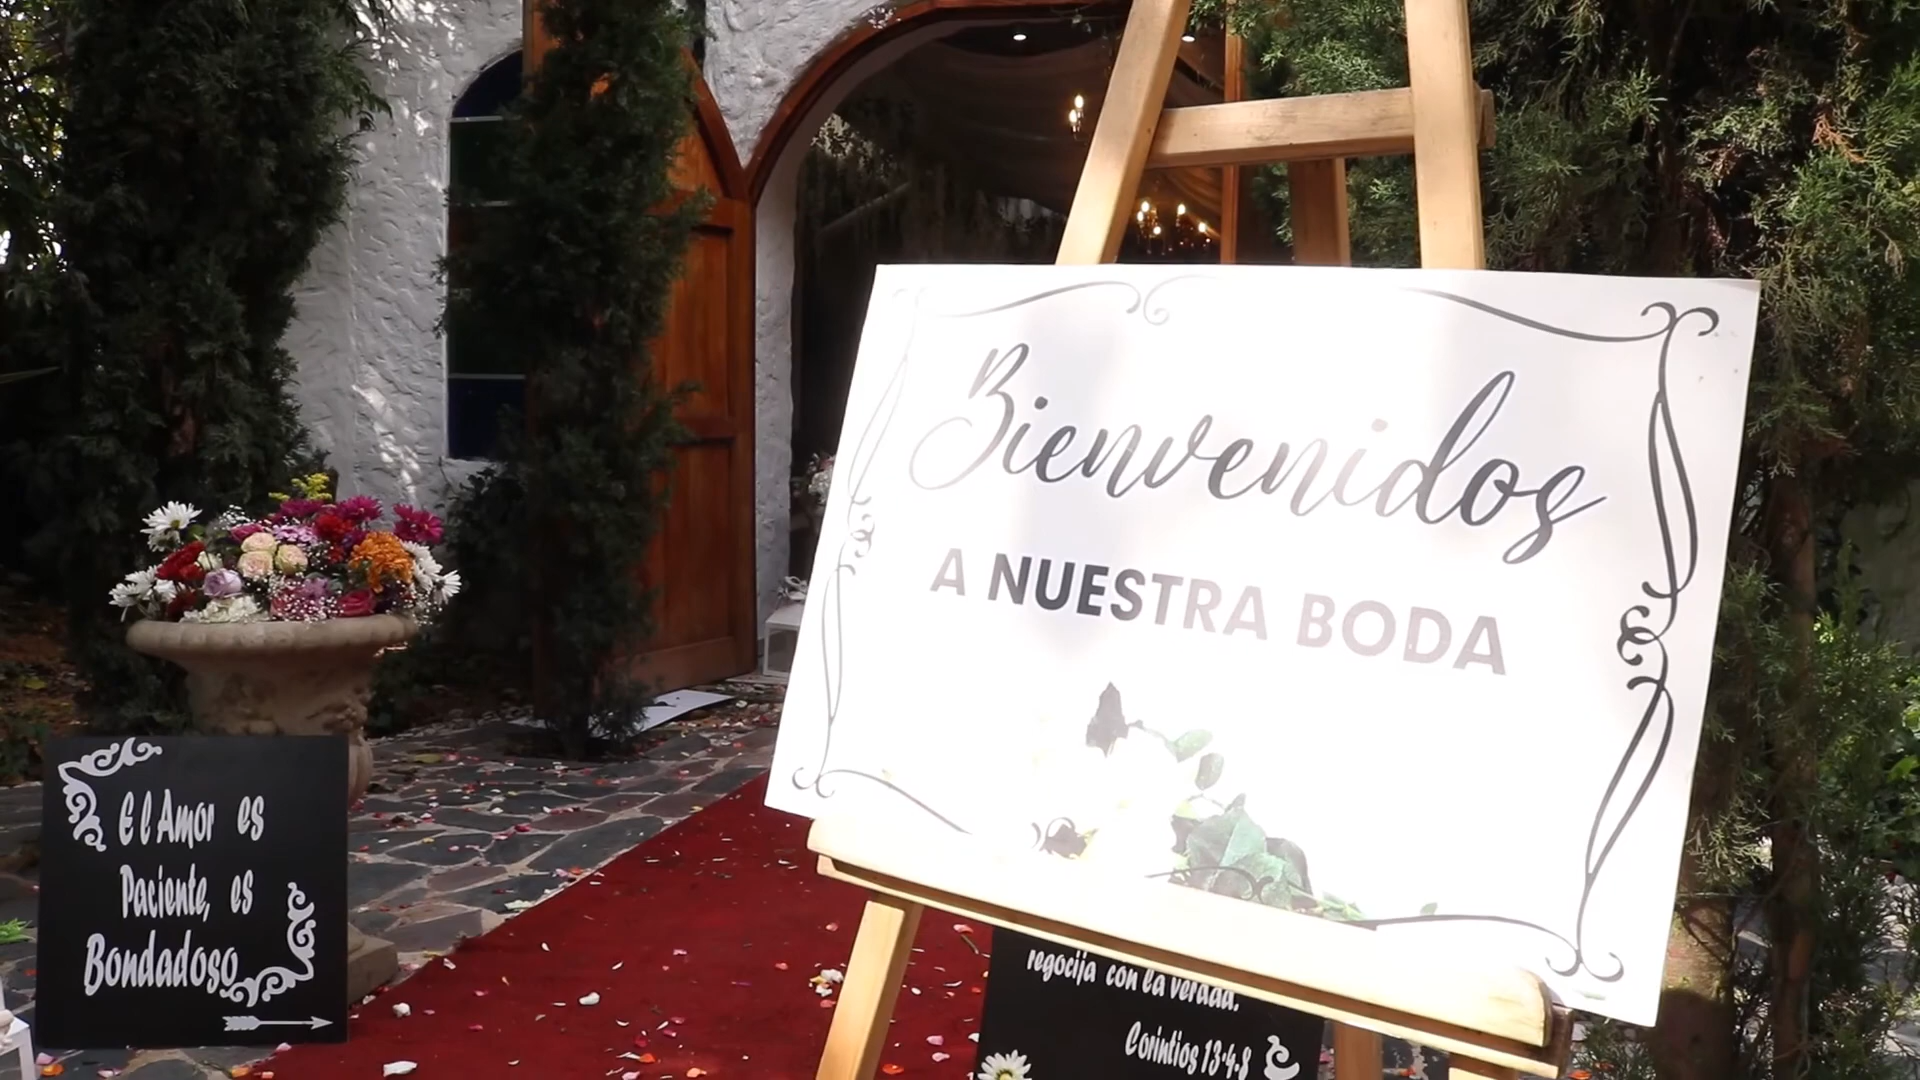 Bienvenidos
A NUESTRA BODA
El Amor es
Paciente, es
Bondadoso
regocija con la verdad.
Corintios 13:4-8